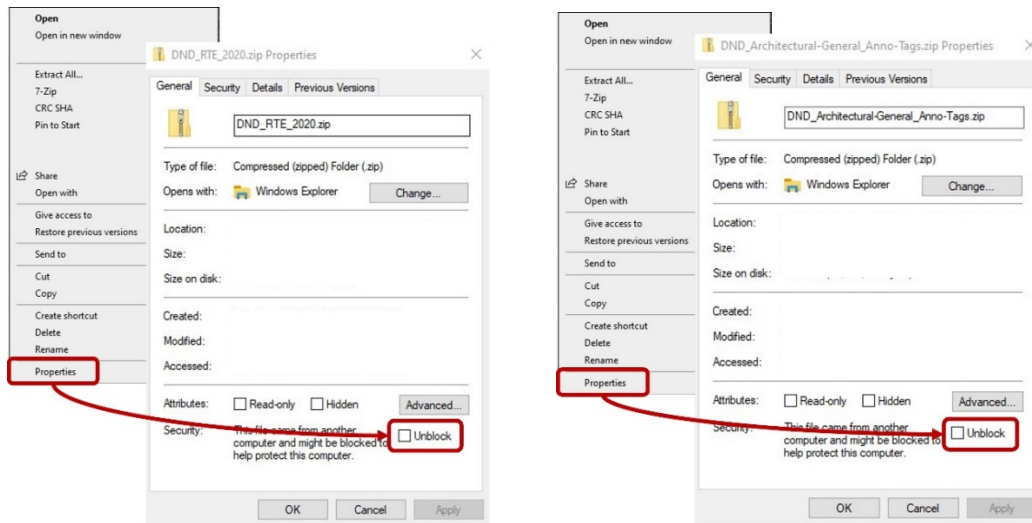 Open
Open in new window
Extract All...
7-Zip
CRC SHA
Pin to Start
Share
Open with
Give access to
Restore previous versions
Send to
Cut
Copy
Create shortcut
Delete
Rename
Properties
DND_RTE_2020.zip Properties
General Security Details Previous Versions
DND_RTE_2020.zip
Type of file: Compressed (zipped) Folder (.zip)
Opens with: Windows Explorer Change...
Location:
Size:
Size on disk:
Created:
Modified:
Accessed:
Attributes: Read-only Hidden Advanced...
Security: This file came from another Unblock
computer and might be blocked to
help protect this computer.
OK Cancel Apply
Open
Open in new window
Extract All...
7-Zip
CRC SHA
Pin to Start
Share
Open with
Give access to
Restore previous versions
Send to
Cut
Copy
Create shortcut
Delete
Rename
Properties
DND_Architectural-General_Anno-Tags.zip Properties
General Security Details Previous Versions
DND_Architectural-General_Anno-Tags.zip
Type of file: Compressed (zipped) Folder (.zip)
Opens with: Windows Explorer Change...
Location:
Size:
Size on disk:
Created:
Modified:
Accessed:
Attributes: Read-only Hidden Advanced...
Security: This file came from another Unblock
computer and might be blocked to
help protect this computer.
OK Cancel Apply